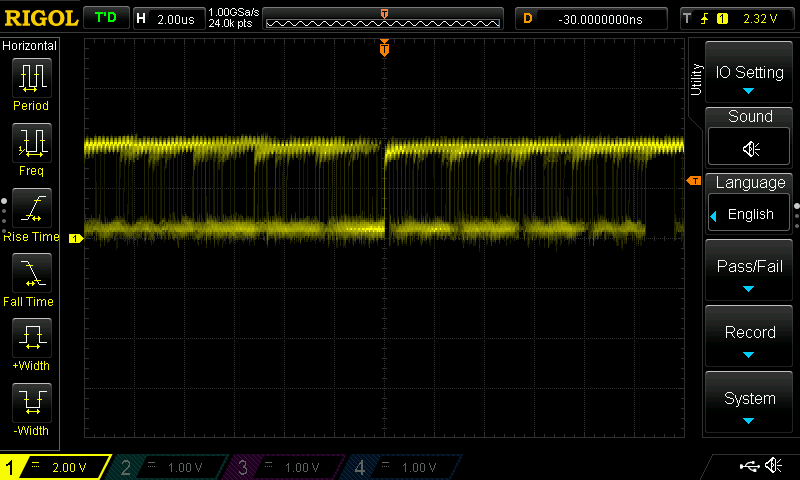 RIGOL T'D H 2.00us 1.00GSa/s 24.0k pts T D -30.0000000ns T 1 2.32 V
Horizontal
Period
Freq
Rise Time
Fall Time
+Width
-Width
T
T
1
Utility
IO Setting
Sound
Language
English
Pass/Fail
Record
System
1 2.00 V 2 1.00 V 3 1.00 V 4 1.00 V